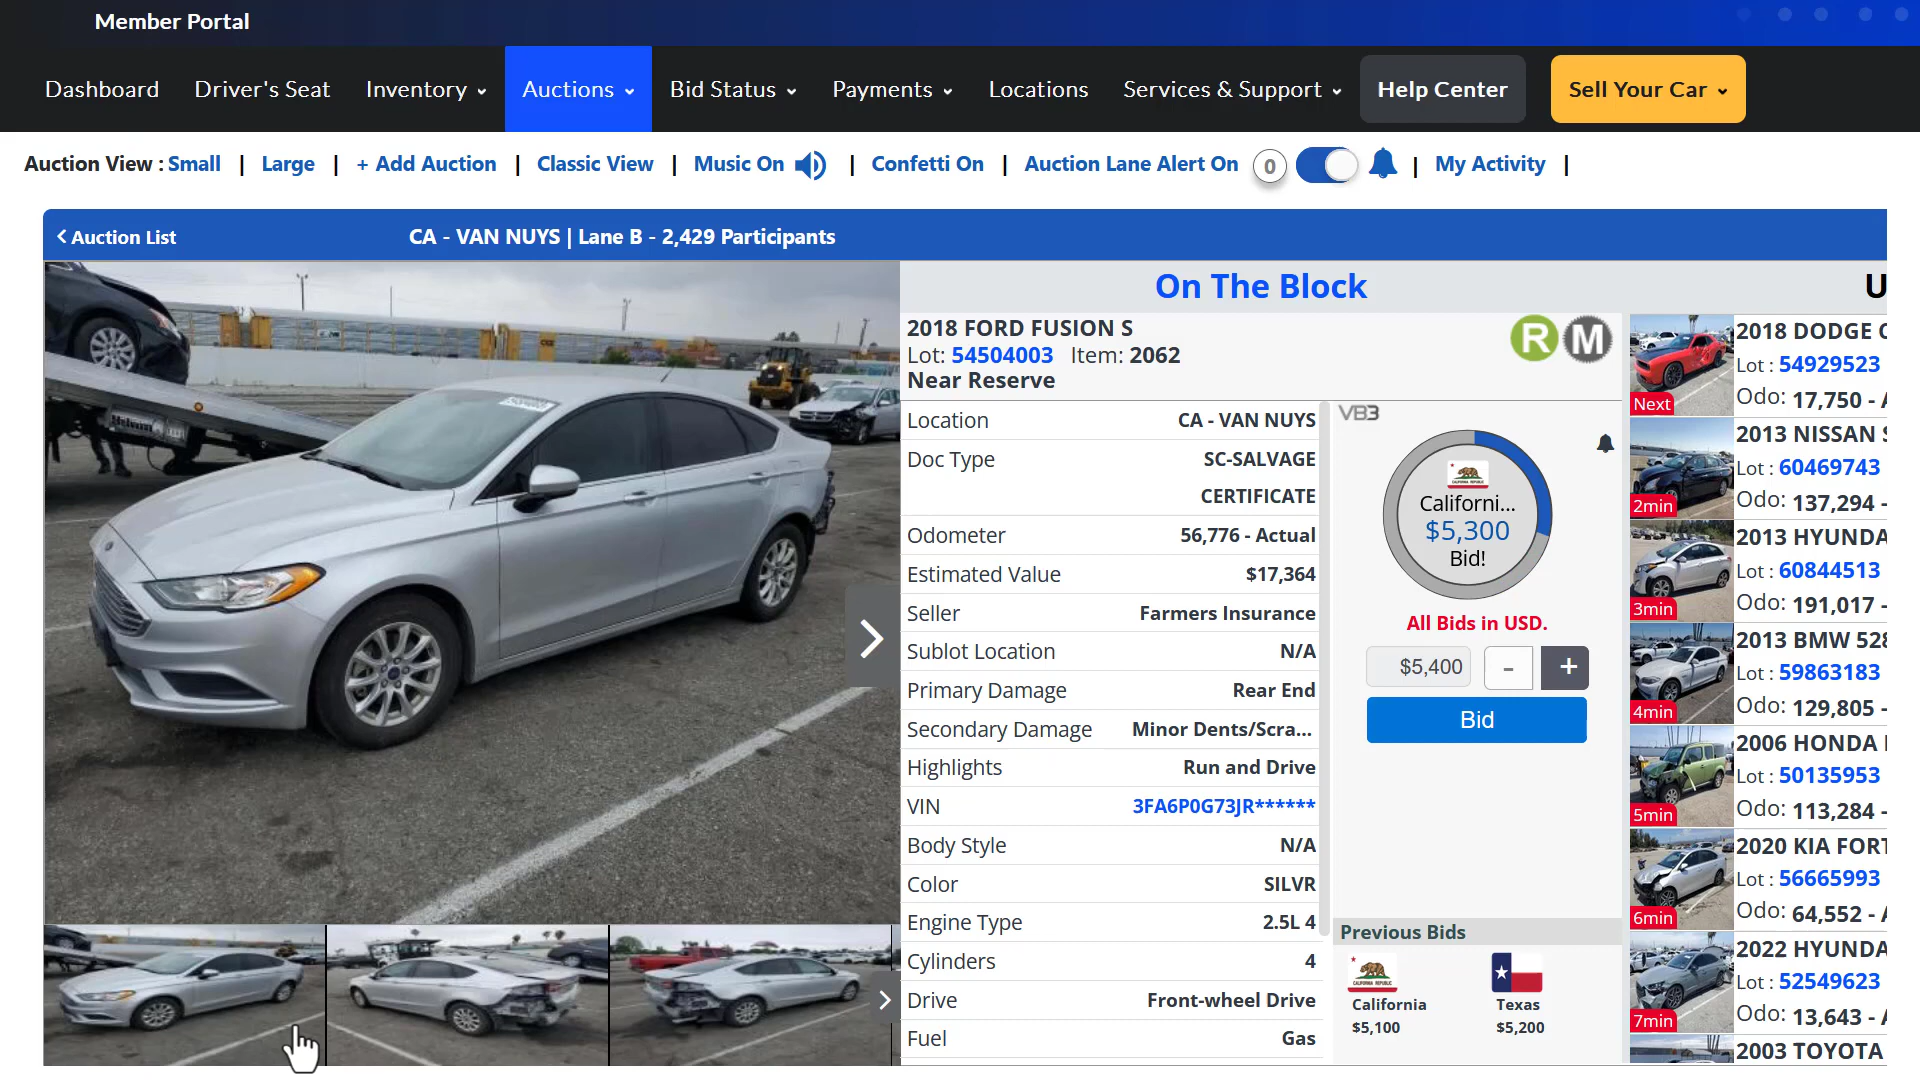 Member Portal
Dashboard Driver's Seat Inventory Auctions Bid Status Payments Locations Services & Support Help Center Sell Your Car
Auction View : Small | Large | + Add Auction | Classic View | Music On | Confetti On | Auction Lane Alert On 0 | My Activity |
Auction List
CA - VAN NUYS | Lane B - 2,429 Participants
On The Block
U
2018 FORD FUSION S
Lot: 54504003 Item: 2062
Near Reserve
R M
Location CA - VAN NUYS
Doc Type SC-SALVAGE
CERTIFICATE
Odometer 56,776 - Actual
Estimated Value $17,364
Seller Farmers Insurance
Sublot Location N/A
Primary Damage Rear End
Secondary Damage Minor Dents/Scra...
Highlights Run and Drive
VIN 3FA6P0G73JR******
Body Style N/A
Color SILVR
Engine Type 2.5L 4
Cylinders 4
Drive Front-wheel Drive
Fuel Gas
VB3
Californi...
$5,300
Bid!
All Bids in USD.
$5,400 - +
Bid
Previous Bids
California
$5,100
Texas
$5,200
2018 DODGE C
Lot : 54929523
Odo: 17,750 - A
Next
2013 NISSAN S
Lot : 60469743
Odo: 137,294 -
2min
2013 HYUNDA
Lot : 60844513
Odo: 191,017 -
3min
2013 BMW 528
Lot : 59863183
Odo: 129,805 -
4min
2006 HONDA
Lot : 50135953
Odo: 113,284 -
5min
2020 KIA FORT
Lot : 56665993
Odo: 64,552 - A
6min
2022 HYUNDA
Lot : 52549623
Odo: 13,643 - A
7min
2003 TOYOTA